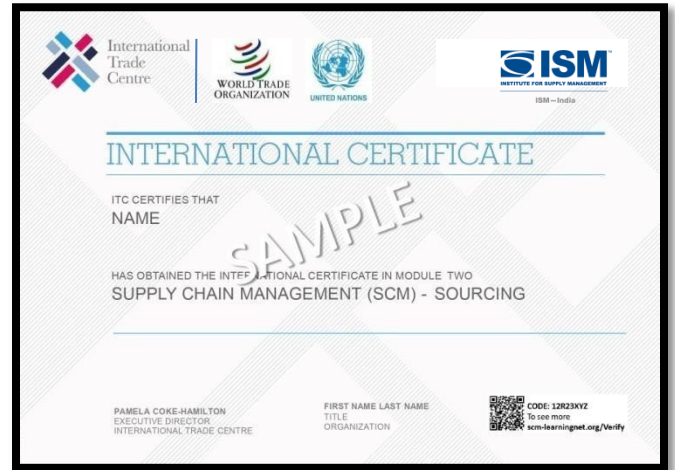 International
Trade
Centre
WORLD TRADE
ORGANIZATION
UNITED NATIONS
ISM
INSTITUTE FOR SUPPLY MANAGEMENT
ISM—India
INTERNATIONAL CERTIFICATE
ITC CERTIFIES THAT
NAME
SAMPLE
HAS OBTAINED THE INTERNATIONAL CERTIFICATE IN MODULE TWO
SUPPLY CHAIN MANAGEMENT (SCM) - SOURCING
PAMELA COKE-HAMILTON
EXECUTIVE DIRECTOR
INTERNATIONAL TRADE CENTRE
FIRST NAME LAST NAME
TITLE
ORGANIZATION
CODE: 12R23XYZ
To see more
scm-learningnet.org/Verify